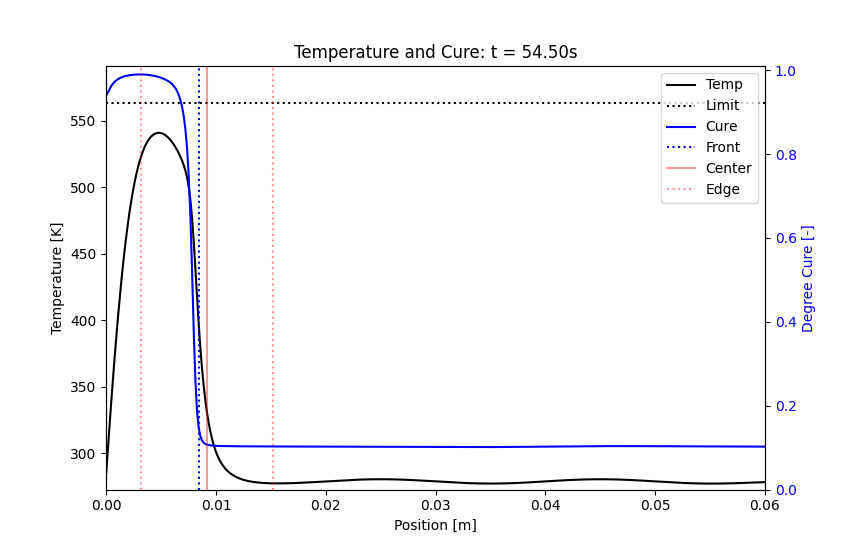 Temperature and Cure: t = 54.50s
Temp
Limit
Cure
Front
Center
Edge
Temperature [K]
550
500
450
400
350
300
Degree Cure [-]
1.0
0.8
0.6
0.4
0.2
0.0
0.00 0.01 0.02 0.03 0.04 0.05 0.06
Position [m]